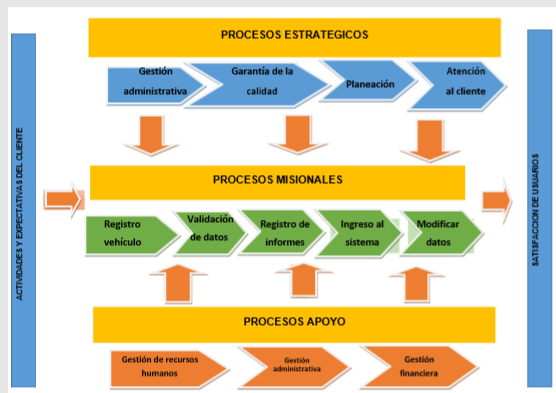 PROCESOS ESTRATEGICOS
Gestión
administrativa
Garantía de la
calidad
Planeación
Atención
al cliente
ACTIVIDADES Y EXPECTATIVAS DEL CLIENTE
PROCESOS MISIONALES
Registro
vehículo
Validación
de datos
Registro de
informes
Ingreso al
sistema
Modificar
datos
SATISFACCION DE USUARIOS
PROCESOS APOYO
Gestión de recursos
humanos
Gestión
administrativa
Gestión
financiera